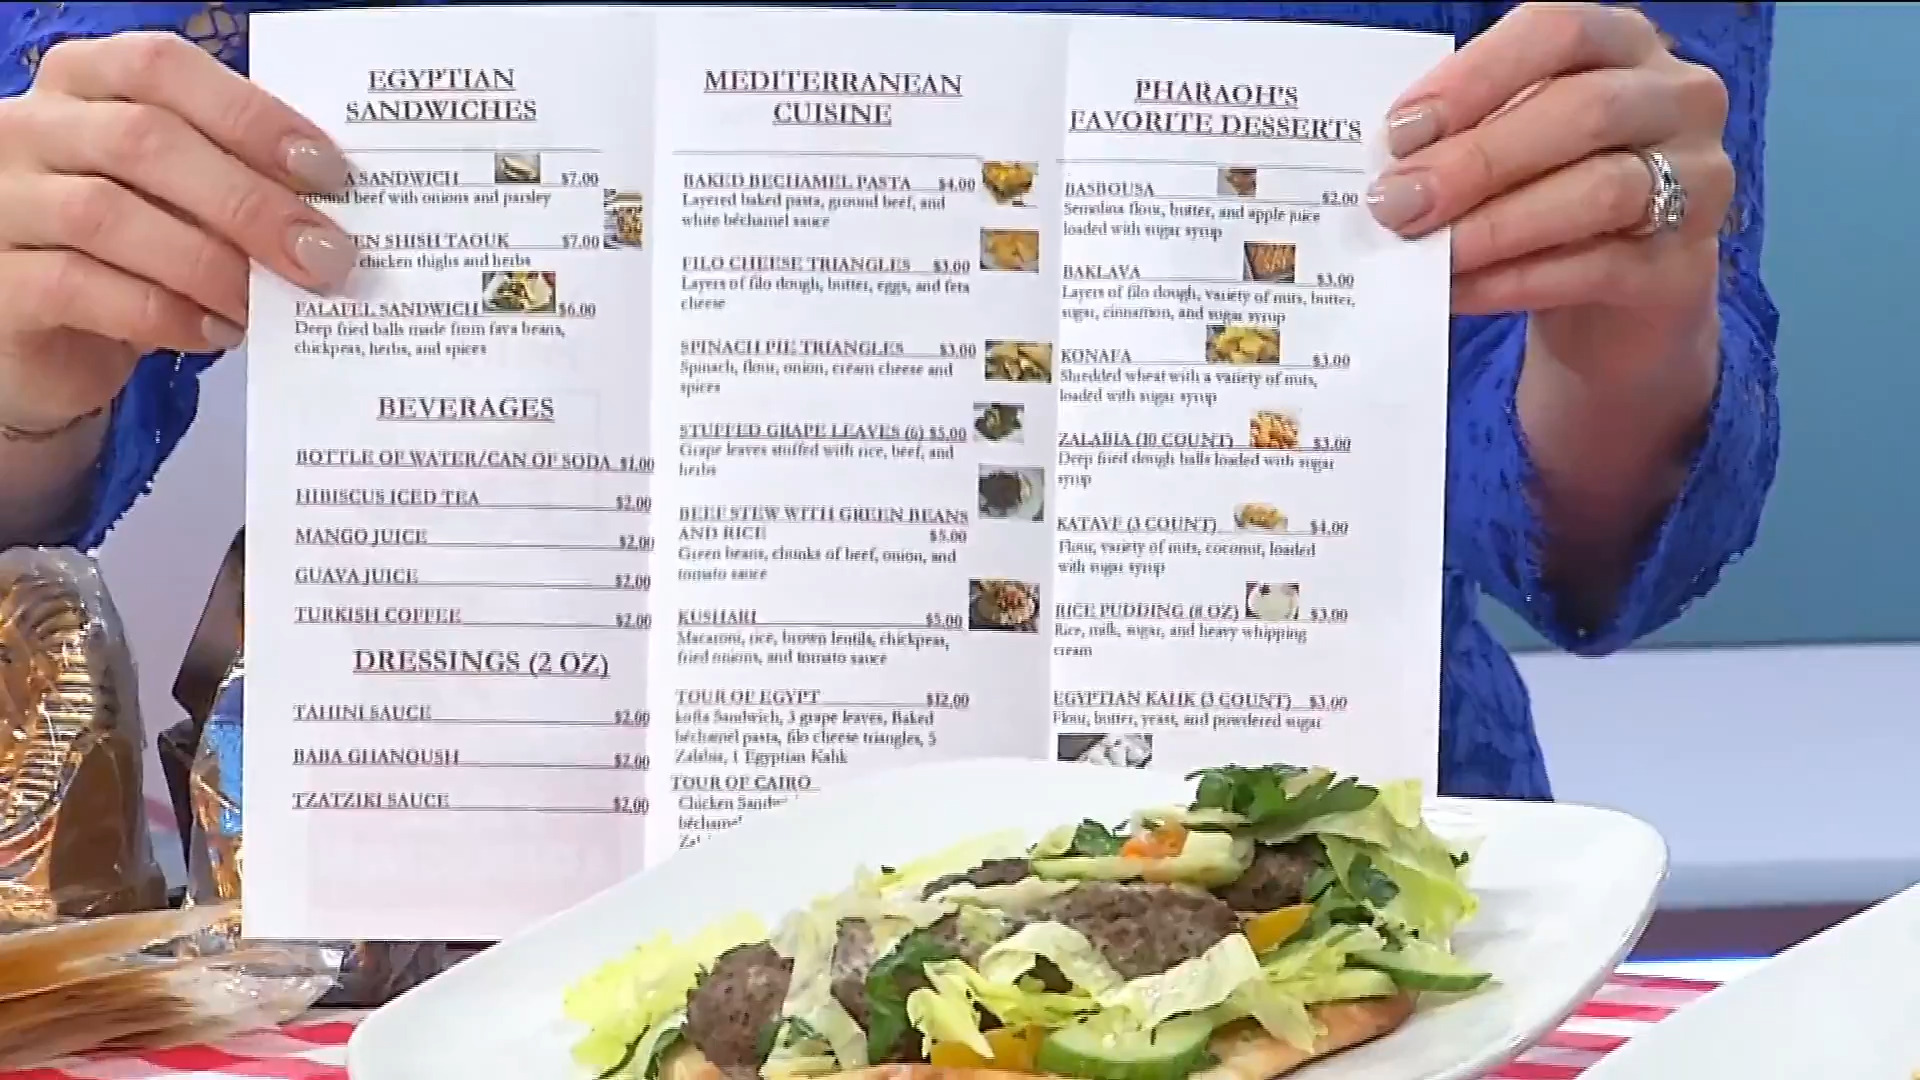 EGYPTIAN
SANDWICHES
SANDWICH $7.00
beef with onions and parsley
SHISH TAOUK $7.00
chicken thighs and herbs
FALAFEL SANDWICH $6.00
Deep fried balls made from fava beans,
chickpeas, herbs, and spices
BEVERAGES
BOTTLE OF WATER/CAN OF SODA $1.00
HIBISCUS ICED TEA $2.00
MANGO JUICE $2.00
GUAVA JUICE $2.00
TURKISH COFFEE $2.00
DRESSINGS (2 OZ)
TAHINI SAUCE $2.00
BABA GHANOUSH $2.00
TZATZIKI SAUCE $2.00
MEDITERRANEAN
CUISINE
BAKED BECHAMEL PASTA $4.00
Layered baked pasta, ground beef, and
white béchamel sauce
FILO CHEESE TRIANGLES $3.00
Layers of filo dough, butter, eggs, and feta
cheese
SPINACH PIE TRIANGLES $3.00
Spinach, flour, onion, cream cheese and
spices
STUFFED GRAPE LEAVES (6) $5.00
Grape leaves stuffed with rice, beef, and
herbs
BEEF STEW WITH GREEN BEANS
AND RICE $5.00
Green beans, chunks of beef, onion, and
tomato sauce
KUSHARI $5.00
Macaroni, rice, brown lentils, chickpeas,
fried onions, and tomato sauce
TOUR OF EGYPT $12.00
kofta Sandwich, 3 grape leaves, Baked
béchamel pasta, filo cheese triangles, 5
Zalabia, 1 Egyptian Kahk
TOUR OF CAIRO
Chicken
PHARAOH'S
FAVORITE DESSERTS
BASBOUSA $2.00
Semolina flour, butter, and apple juice
loaded with sugar syrup
BAKLAVA $3.00
Layers of filo dough, variety of nuts, butter,
sugar, cinnamon, and sugar syrup
KONAFA $3.00
Shredded wheat with a variety of nuts,
loaded with sugar syrup
ZALABIA (10 COUNT) $3.00
Deep fried dough balls loaded with sugar
syrup
KATAYF (3 COUNT) $4.00
Flour, variety of nuts, coconut, loaded
with sugar syrup
RICE PUDDING (8 OZ) $3.00
Rice, milk, sugar, and heavy whipping
cream
EGYPTIAN KAHK (3 COUNT) $3.00
Flour, butter, yeast, and powdered sugar